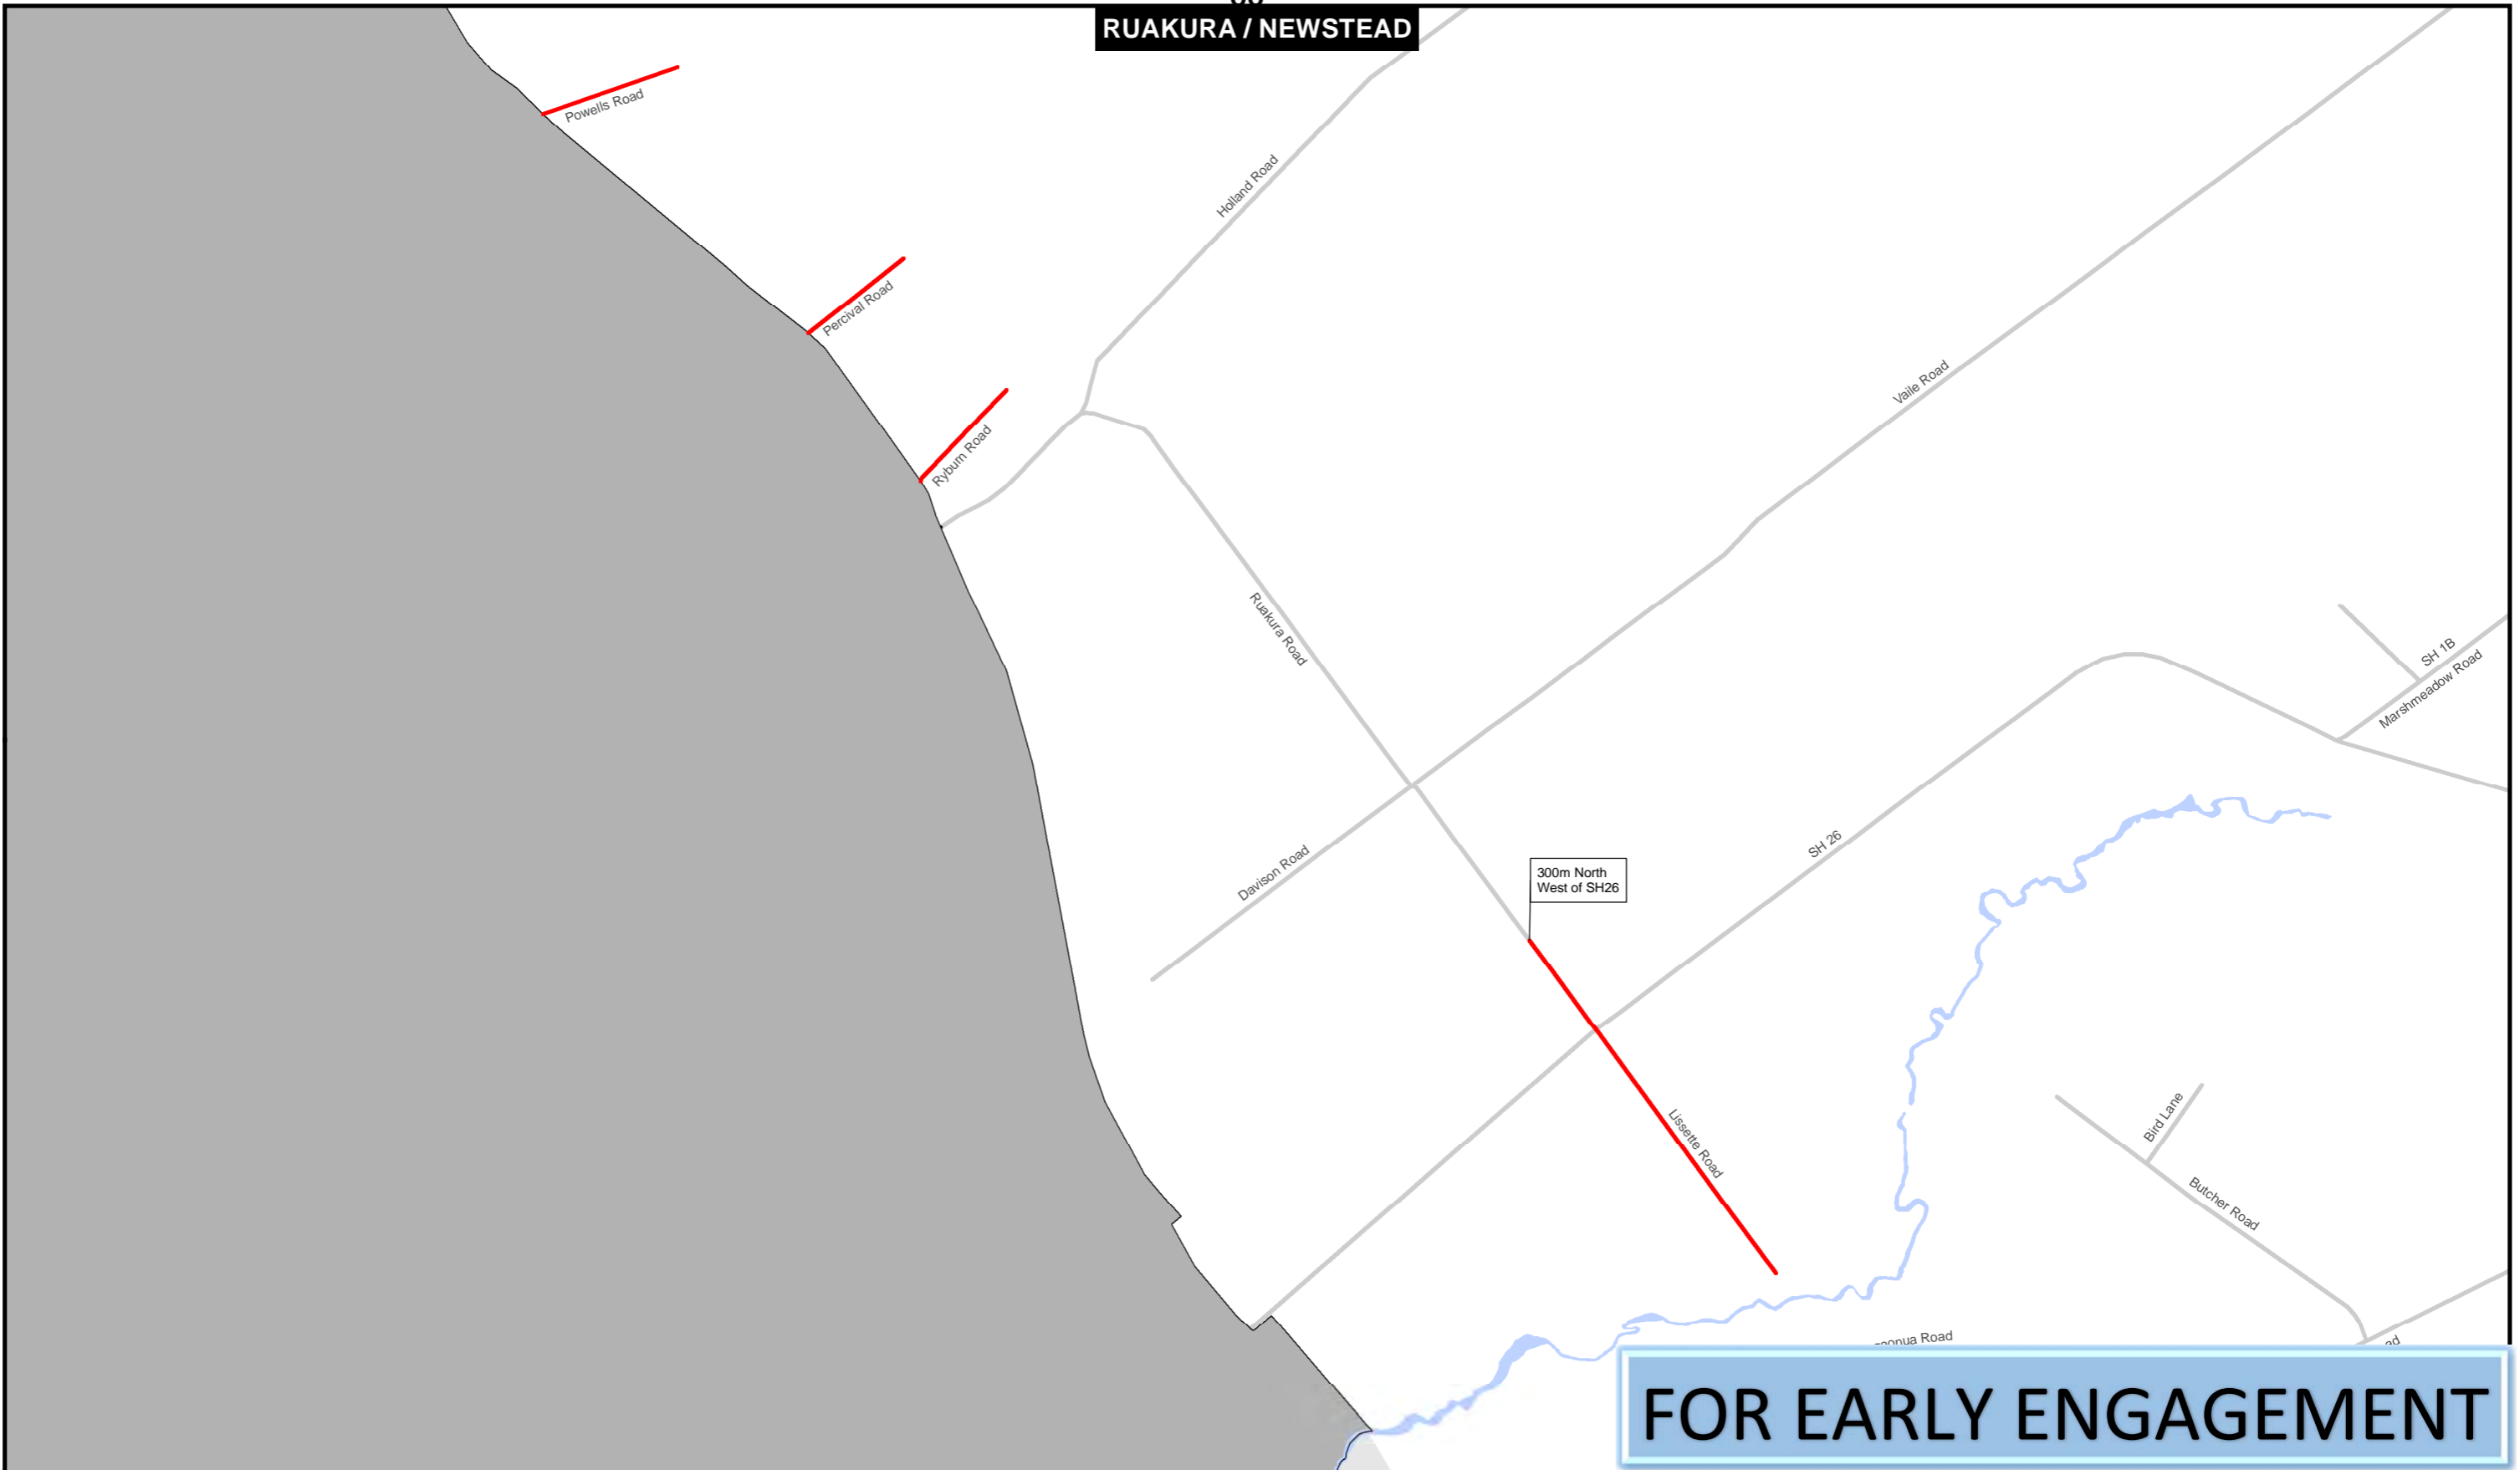 RUAKURA / NEWSTEAD
Powells Road
Holland Road
Percival Road
Ryburn Road
Vaile Road
Ruakura Road
SH 1B
Marshmeadow Road
Davison Road
SH 26
300m North
West of SH26
Lissette Road
Bird Lane
Butcher Road
Road
FOR EARLY ENGAGEMENT